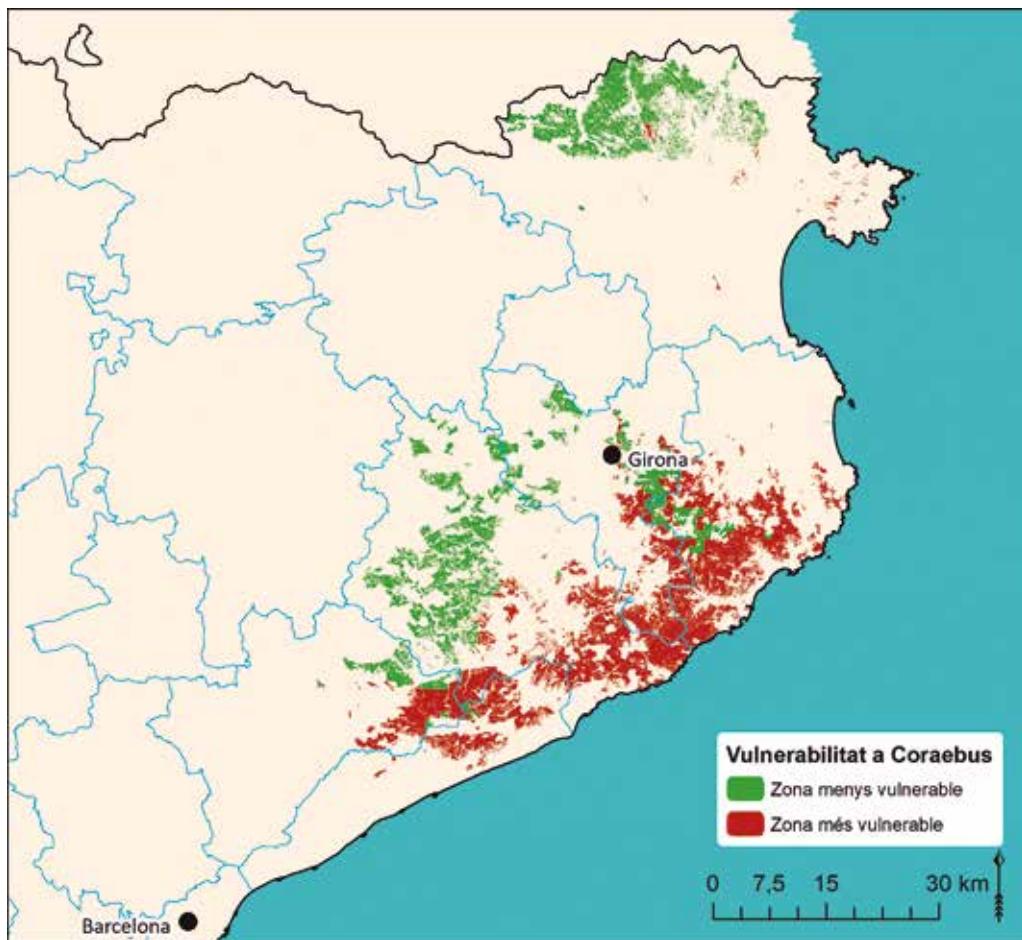 Girona
Vulnerabilitat a Coraebus
Zona menys vulnerable
Zona més vulnerable
0 7,5 15 30 km
Barcelona